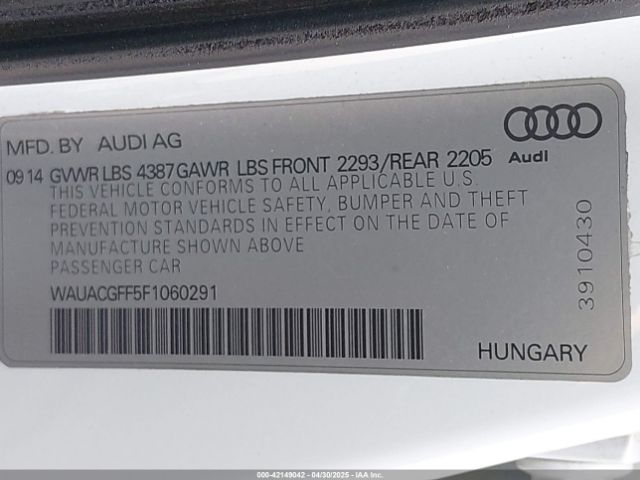 MFD. BY AUDI AG
09 14 GVWR LBS 4387 GAWR LBS FRONT 2293/REAR 2205
Audi
THIS VEHICLE CONFORMS TO ALL APPLICABLE U.S.
FEDERAL MOTOR VEHICLE SAFETY, BUMPER AND THEFT
PREVENTION STANDARDS IN EFFECT ON THE DATE OF
MANUFACTURE SHOWN ABOVE
PASSENGER CAR
WAUACGFF5F1060291
3910430
HUNGARY
000-42149042 - 04/30/2025 - IAA Inc.